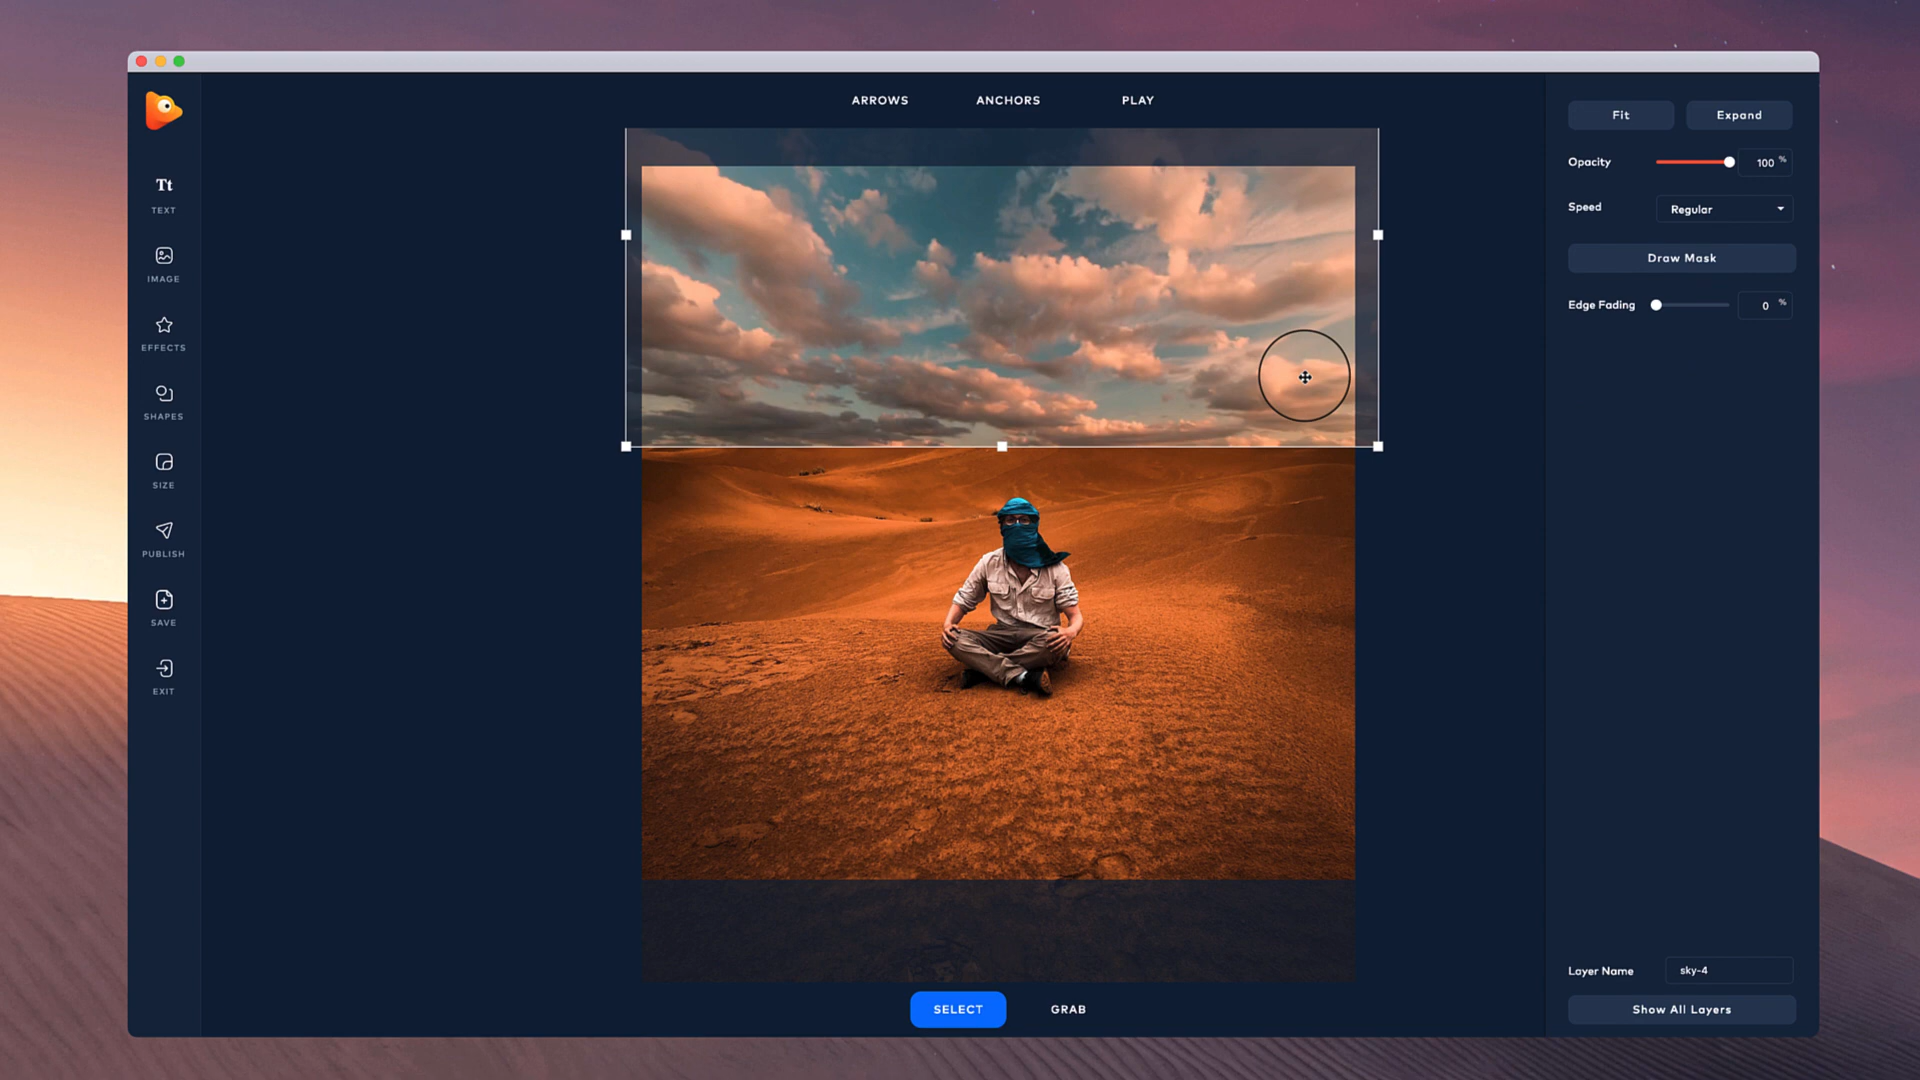 ARROWS
ANCHORS
PLAY
Tt
TEXT
IMAGE
EFFECTS
SHAPES
SIZE
PUBLISH
SAVE
EXIT
Fit
Expand
Opacity
100 %
Speed
Regular
Draw Mask
Edge Fading
0 %
Layer Name
sky-4
Show All Layers
SELECT
GRAB